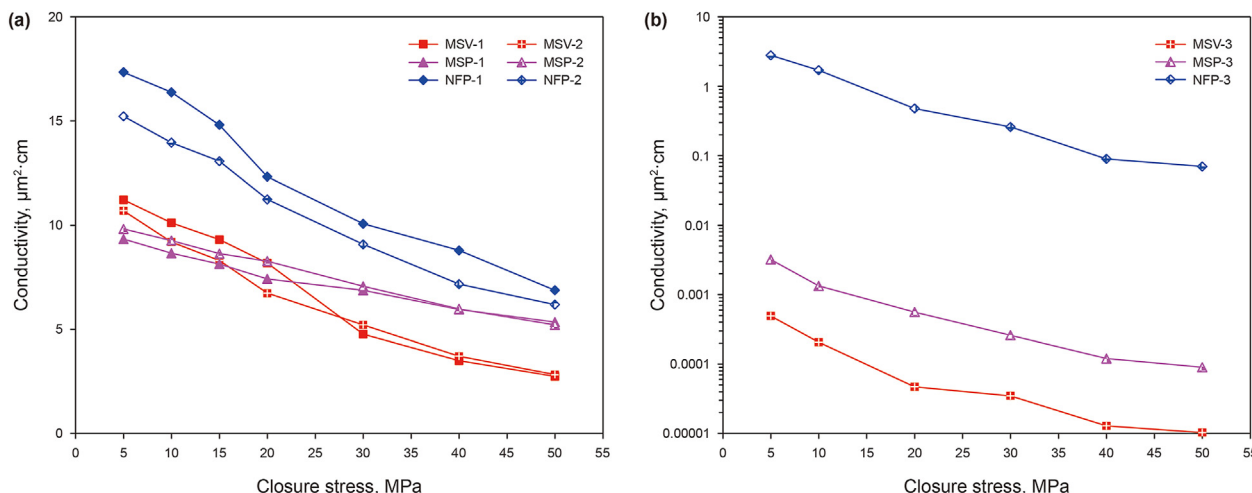 (a)
20
15
10
5
0
Conductivity, μm²·cm
MSV-1 MSV-2
MSP-1 MSP-2
NFP-1 NFP-2
0 5 10 15 20 25 30 35 40 45 50 55
Closure stress, MPa
(b)
10
1
0.1
0.01
0.001
0.0001
0.00001
Conductivity, μm²·cm
MSV-3
MSP-3
NFP-3
0 5 10 15 20 25 30 35 40 45 50 55
Closure stress, MPa